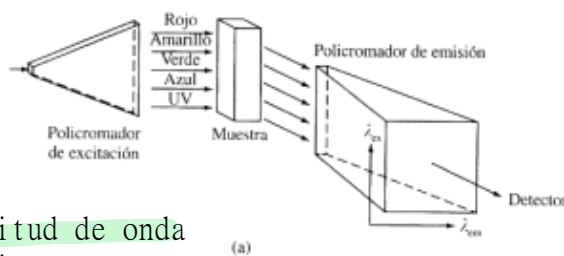 Rojo
Amarillo
Verde
Azul
UV
Policromador
de excitación
Muestra
Policromador de emisión
λex
λem
Detector
itud de onda
(a)